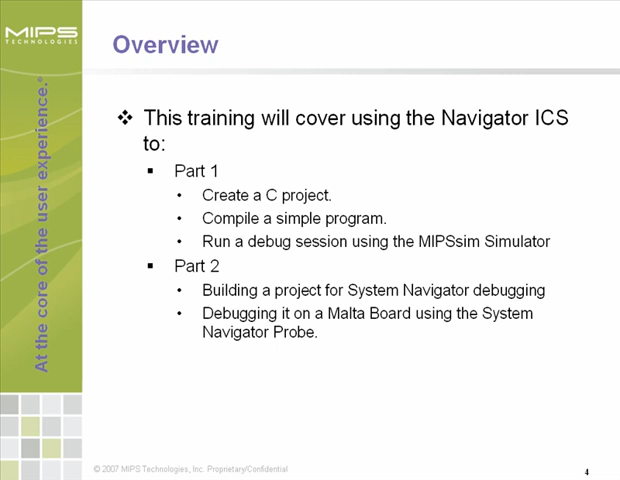 MIPS
TECHNOLOGIES
At the core of the user experience.®
Overview
❖ This training will cover using the Navigator ICS
to:
▪ Part 1
• Create a C project.
• Compile a simple program.
• Run a debug session using the MIPSsim Simulator
▪ Part 2
• Building a project for System Navigator debugging
• Debugging it on a Malta Board using the System
Navigator Probe.
© 2007 MIPS Technologies, Inc. Proprietary/Confidential
4